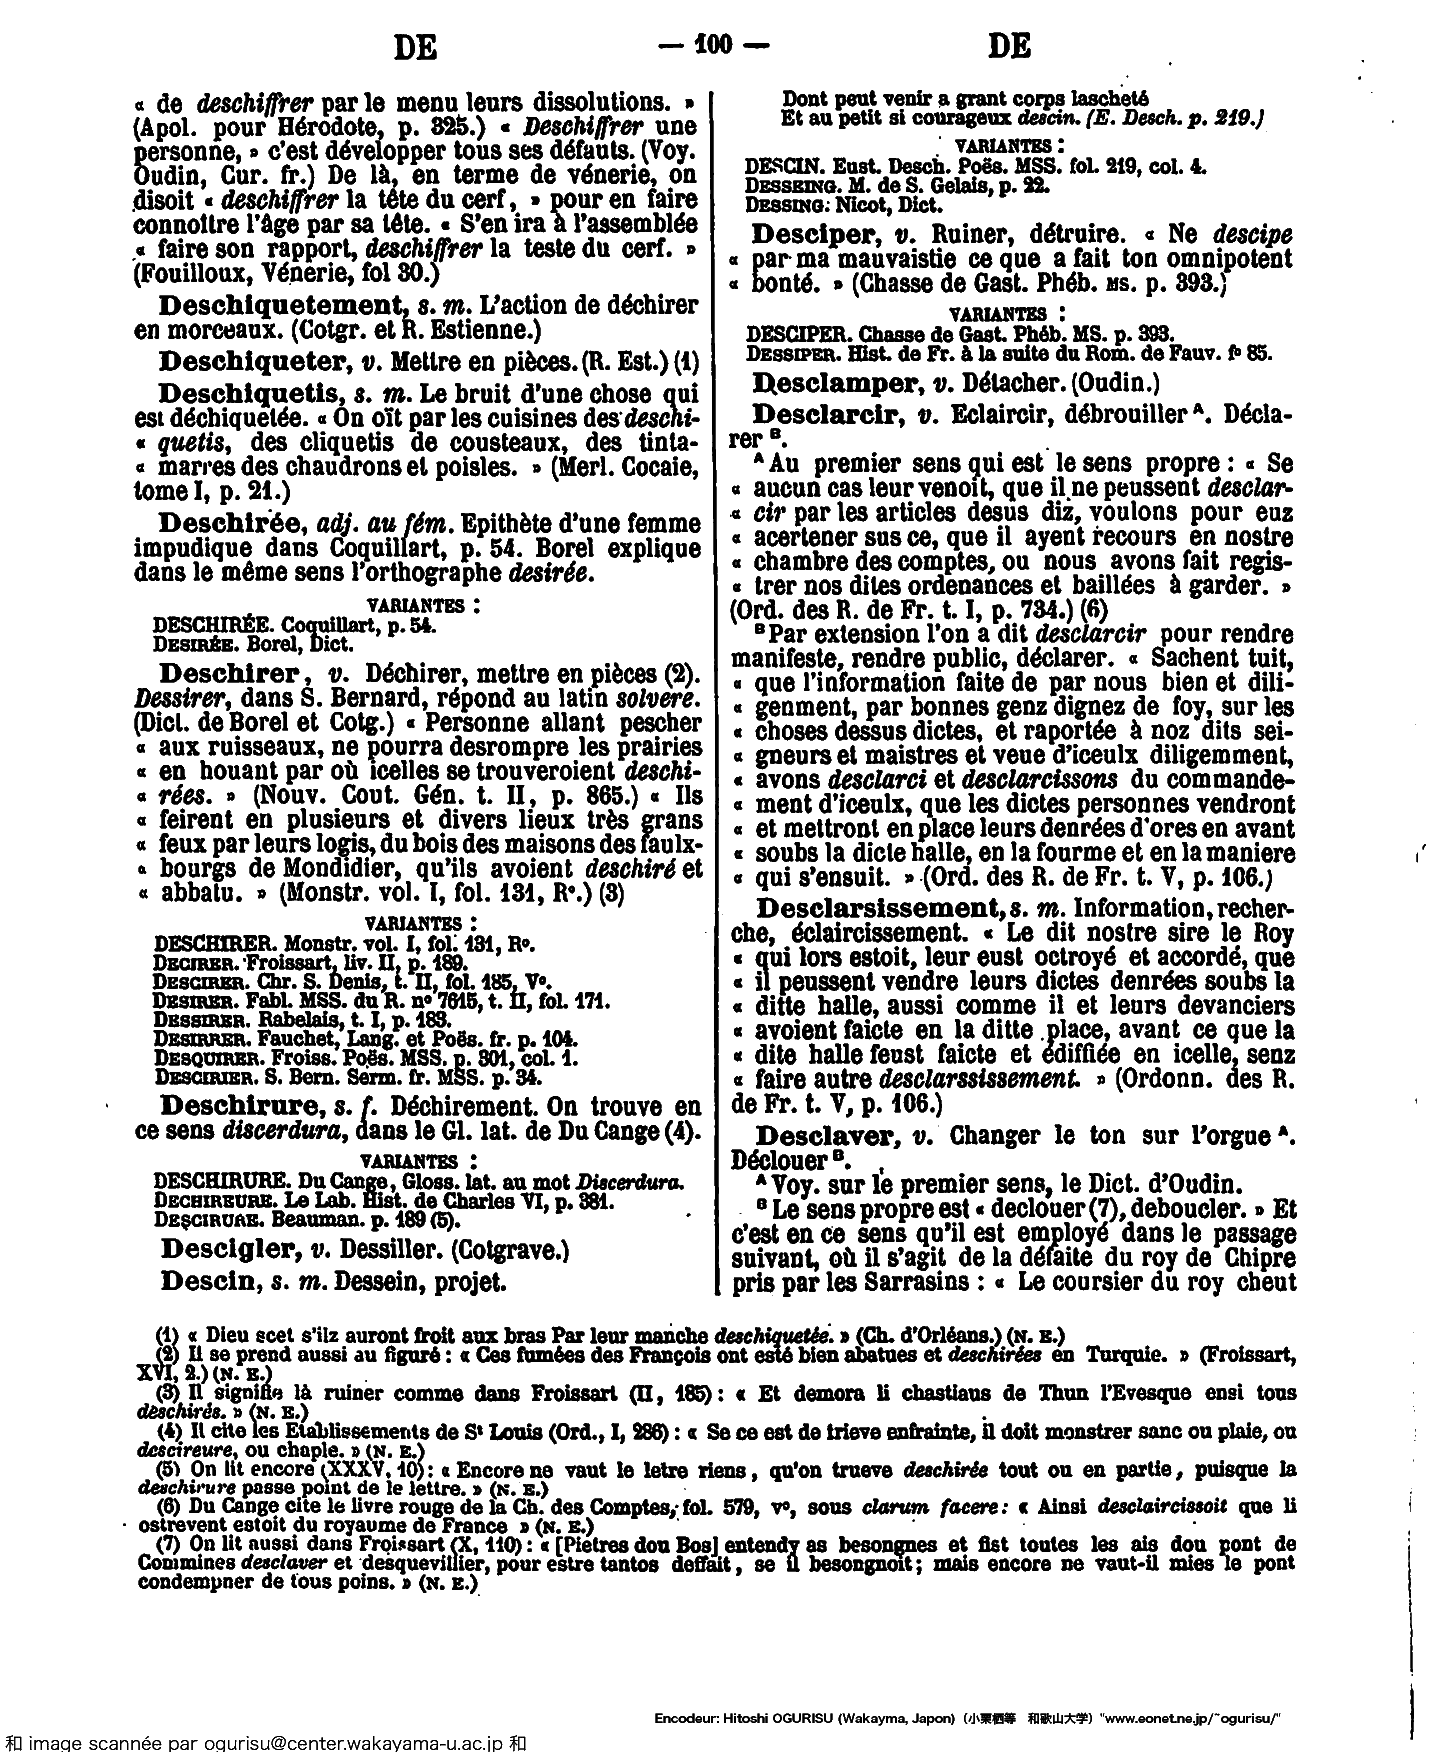 DE — 100 — DE
« de deschiffrer par le menu leurs dissolutions. »
(Apol. pour Hérodote, p. 325.) « Deschiffrer une
personne, » c'est développer tous ses défauts. (Voy.
Oudin, Cur. fr.) De là, en terme de vénerie, on
disoit « deschiffrer la tête du cerf, » pour en faire
connoître l'âge par sa tête. « S'en ira à l'assemblée
« faire son rapport, deschiffrer la teste du cerf. »
(Fouilloux, Vénerie, fol 30.)
Deschiquetement, s. m. L'action de déchirer
en morceaux. (Cotgr. et R. Estienne.)
Deschiqueter, v. Mettre en pièces. (R. Est.) (1)
Deschiquetis, s. m. Le bruit d'une chose qui
est déchiquetée. « On oït par les cuisines des deschi-
« quetis, des cliquetis de cousteaux, des tinta-
« marres des chaudrons et poisles. » (Merl. Cocaie,
tome I, p. 21.)
Deschirée, adj. au fém. Epithète d'une femme
impudique dans Coquillart, p. 54. Borel explique
dans le même sens l'orthographe desirée.
VARIANTES :
DESCHIRÉE. Coquillart, p. 54.
DESIRÉE. Borel, Dict.
Deschirer, v. Déchirer, mettre en pièces (2).
Dessirer, dans S. Bernard, répond au latin solvere.
(Dict. de Borel et Cotg.) « Personne allant pescher
« aux ruisseaux, ne pourra desrompre les prairies
« en houant par où icelles se trouveroient deschi-
« rées. » (Nouv. Cout. Gén. t. II, p. 865.) « Ils
« feirent en plusieurs et divers lieux très grans
« feux par leurs logis, du bois des maisons des faulx-
« bourgs de Mondidier, qu'ils avoient deschiré et
« abbatu. » (Monstr. vol. I, fol. 131, R°.) (3)
VARIANTES :
DESCHIRER. Monstr. vol. I, fol. 131, R°.
DECIRER. Froissart, liv. II, p. 189.
DESCIRER. Chr. S. Denis, t. II, fol. 185, V°.
DESIRER. Fabl. MSS. du R. n° 7615, t. II, fol. 171.
DESSIRER. Rabelais, t. I, p. 183.
DESIRRER. Fauchet, Lang. et Poës. fr. p. 104.
DESQUIRER. Froiss. Poës. MSS. p. 301, col. 1.
DESCIRIER. S. Bern. Serm. fr. MSS. p. 34.
Deschirure, s. f. Déchirement. On trouve en
ce sens discerdura, dans le Gl. lat. de Du Cange (4).
VARIANTES :
DESCHIRURE. Du Cange, Gloss. lat. au mot Discerdura.
DECHIREURE. Le Lab. Hist. de Charles VI, p. 381.
DESCIRUAE. Beauman. p. 189 (5).
Descigler, v. Dessiller. (Cotgrave.)
Descin, s. m. Dessein, projet.
Dont peut venir a grant corps lascheté
Et au petit si courageux descin. (E. Desch. p. 219.)
VARIANTES :
DESCIN. Eust. Desch. Poës. MSS. fol. 219, col. 4.
DESSEING. M. de S. Gelais, p. 22.
DESSING. Nicot, Dict.
Desciper, v. Ruiner, détruire. « Ne descipe
« par ma mauvaistie ce que a fait ton omnipotent
« bonté. » (Chasse de Gast. Phéb. MS. p. 393.)
VARIANTES :
DESCIPER. Chasse de Gast. Phéb. MS. p. 393.
DESSIPER. Hist. de Fr. à la suite du Rom. de Fauv. f° 85.
Desclamper, v. Détacher. (Oudin.)
Desclarcir, v. Eclaircir, débrouiller A. Décla-
rer B.
A Au premier sens qui est le sens propre : « Se
« aucun cas leur venoit, que il ne peussent desclar-
« cir par les articles desus diz, voulons pour euz
« acertener sus ce, que il ayent recours en nostre
« chambre des comptes, ou nous avons fait regis-
« trer nos dites ordenances et baillées à garder. »
(Ord. des R. de Fr. t. I, p. 734.) (6)
B Par extension l'on a dit desclarcir pour rendre
manifeste, rendre public, déclarer. « Sachent tuit,
« que l'information faite de par nous bien et dili-
« genment, par bonnes genz dignez de foy, sur les
« choses dessus dictes, et raportée à noz dits sei-
« gneurs et maistres et veue d'iceulx diligemment,
« avons desclarci et desclarcissons du commande-
« ment d'iceulx, que les dictes personnes vendront
« et mettront en place leurs denrées d'ores en avant
« soubs la dicte halle, en la fourme et en la maniere
« qui s'ensuit. » (Ord. des R. de Fr. t. V, p. 106.)
Desclarsissement, s. m. Information, recher-
che, éclaircissement. « Le dit nostre sire le Roy
« qui lors estoit, leur eust octroyé et accordé, que
« il peussent vendre leurs dictes denrées soubs la
« ditte halle, aussi comme il et leurs devanciers
« avoient faicte en la ditte place, avant ce que la
« dite halle feust faicte et édiffiée en icelle, senz
« faire autre desclarssissement. » (Ordonn. des R.
de Fr. t. V, p. 106.)
Desclaver, v. Changer le ton sur l'orgue A.
Déclouer B.
A Voy. sur le premier sens, le Dict. d'Oudin.
B Le sens propre est « declouer (7), deboucler. » Et
c'est en ce sens qu'il est employé dans le passage
suivant, où il s'agit de la défaite du roy de Chipre
pris par les Sarrasins : « Le coursier du roy cheut
(1) « Dieu scet s'ilz auront froit aux bras Par leur manche deschiquetée. » (Ch. d'Orléans.) (N. E.)
(2) Il se prend aussi au figuré : « Ces fumées des François ont esté bien abatues et deschirées en Turquie. » (Froissart,
XVI, 2.) (N. E.)
(3) Il signifie là ruiner comme dans Froissart (II, 185) : « Et demora li chastiaus de Thun l'Evesque ensi tous
deschirés. » (N. E.)
(4) Il cite les Etablissements de St Louis (Ord., I, 286) : « Se ce est de trieve enfrainte, il doit monstrer sanc ou plaie, ou
descireure, ou chaple. » (N. E.)
(5) On lit encore (XXXV, 10) : « Encore ne vaut le letre riens, qu'on trueve deschirée tout ou en partie, puisque la
deschirure passe point de le lettre. » (N. E.)
(6) Du Cange cite le livre rouge de la Ch. des Comptes, fol. 579, v°, sous clarum facere : « Ainsi desclaircissoit que li
ostrevent estoit du royaume de France » (N. E.)
(7) On lit aussi dans Froissart (X, 110) : « [Pietres dou Bos] entendy as besongnes et fist toutes les ais dou pont de
Commines desclaver et desquevillier, pour estre tantos deffait, se il besongnoit ; mais encore ne vaut-il mies le pont
condempner de tous poins. » (N. E.)
Encodeur: Hitoshi OGURISU (Wakayma, Japon) (小栗栖等 和歌山大学) "www.eonet.ne.jp/~ogurisu/"
和 image scannée par ogurisu@center.wakayama-u.ac.jp 和